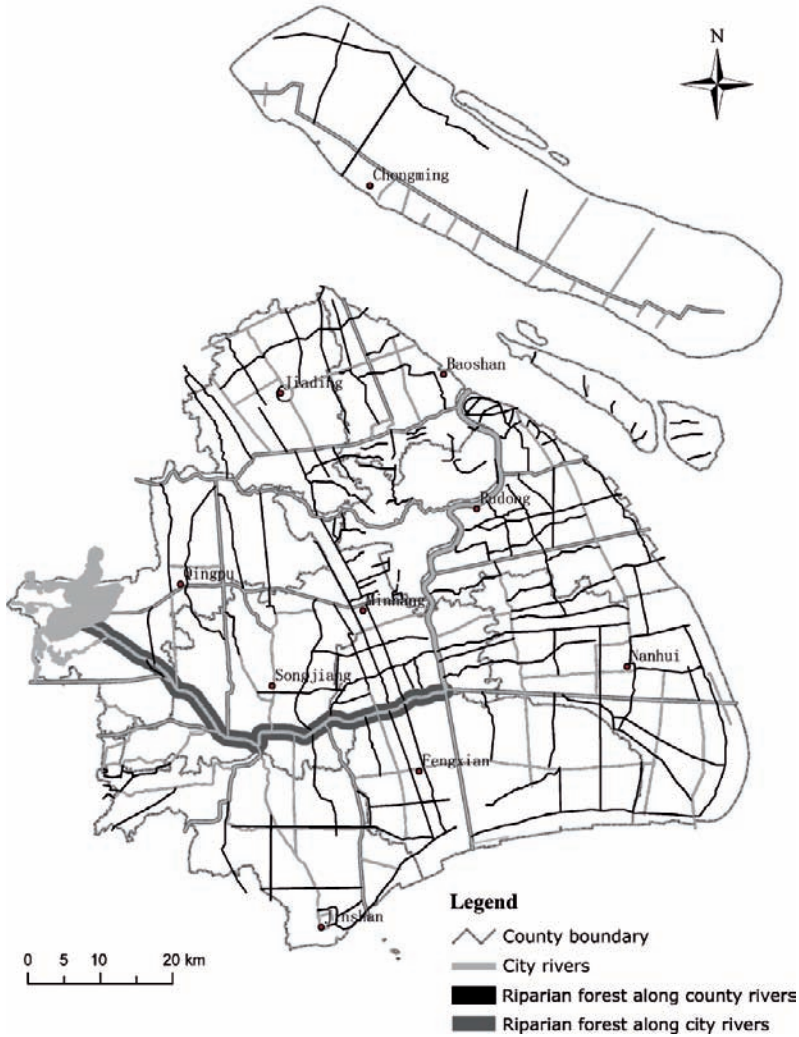 N
Chongming
Baoshan
Jiading
Pudong
Qingpu
Minhang
Nanhui
Songjiang
Fengxian
Jinshan
Legend
County boundary
City rivers
Riparian forest along county rivers
Riparian forest along city rivers
0 5 10 20 km